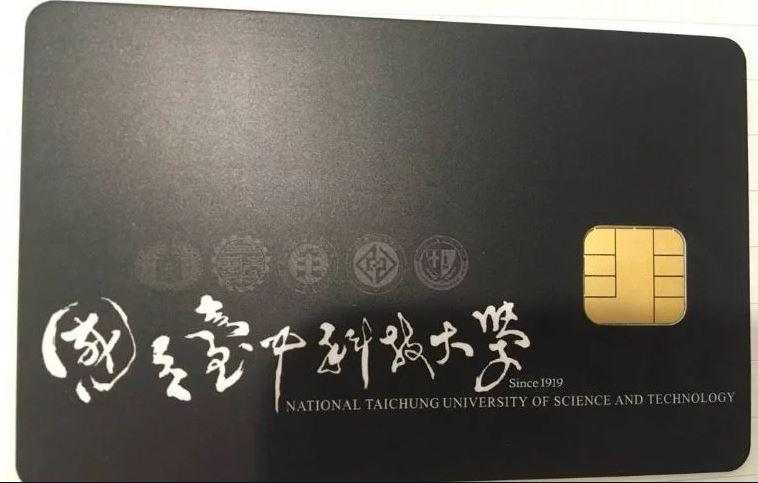 國立臺中科技大學
Since 1919
NATIONAL TAICHUNG UNIVERSITY OF SCIENCE AND TECHNOLOGY